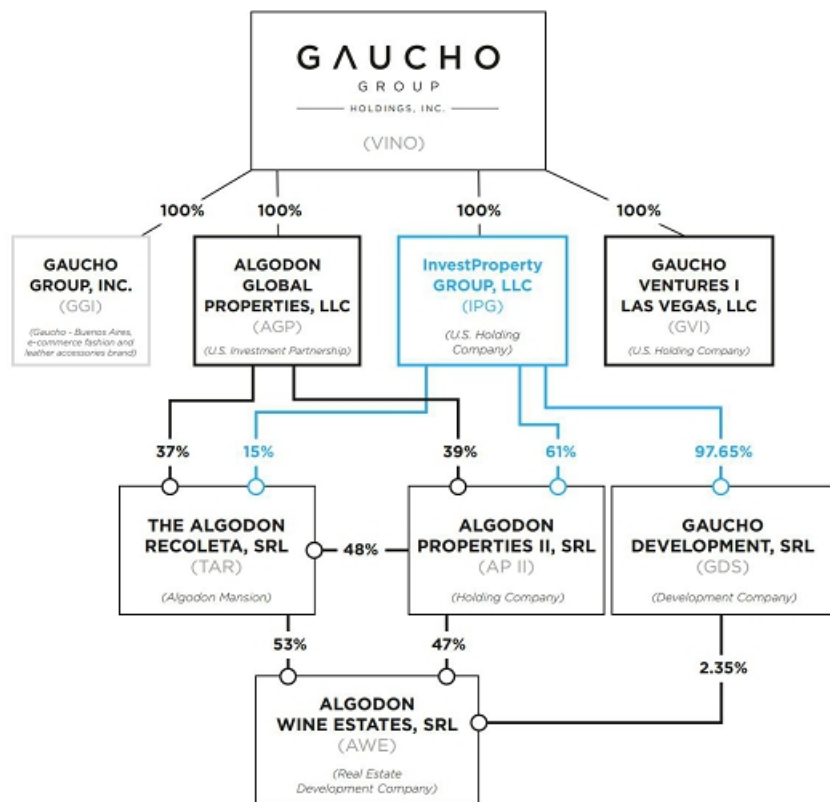 GAUCHO
GROUP
HOLDINGS, INC.
(VINO)
100%
100%
100%
100%
GAUCHO
GROUP, INC.
(GGI)
(Gaucho - Buenos Aires,
e-commerce fashion and
leather accessories brand)
ALGODON
GLOBAL
PROPERTIES, LLC
(AGP)
(U.S. Investment Partnership)
InvestProperty
GROUP, LLC
(IPG)
(U.S. Holding
Company)
GAUCHO
VENTURES I
LAS VEGAS, LLC
(GVI)
(U.S. Holding Company)
37%
15%
39%
61%
97.65%
THE ALGODON
RECOLETA, SRL
(TAR)
(Algodon Mansion)
48%
ALGODON
PROPERTIES II, SRL
(AP II)
(Holding Company)
GAUCHO
DEVELOPMENT, SRL
(GDS)
(Development Company)
53%
47%
2.35%
ALGODON
WINE ESTATES, SRL
(AWE)
(Real Estate
Development Company)